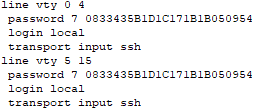 line vty 0 4
password 7 0833435B1D1C171B1B050954
login local
transport input ssh
line vty 5 15
password 7 0833435B1D1C171B1B050954
login local
transport input ssh